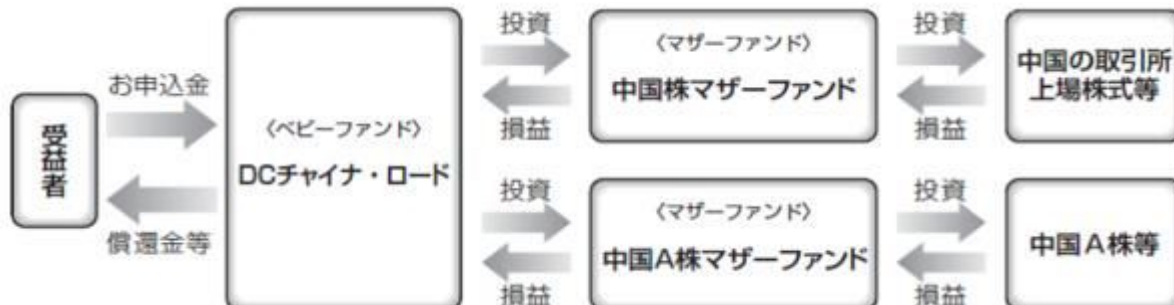 受益者
お申込金
償還金等
〈ベビーファンド〉
DCチャイナ・ロード
投資
損益
〈マザーファンド〉
中国株マザーファンド
投資
損益
中国の取引所
上場株式等
投資
損益
〈マザーファンド〉
中国A株マザーファンド
投資
損益
中国A株等